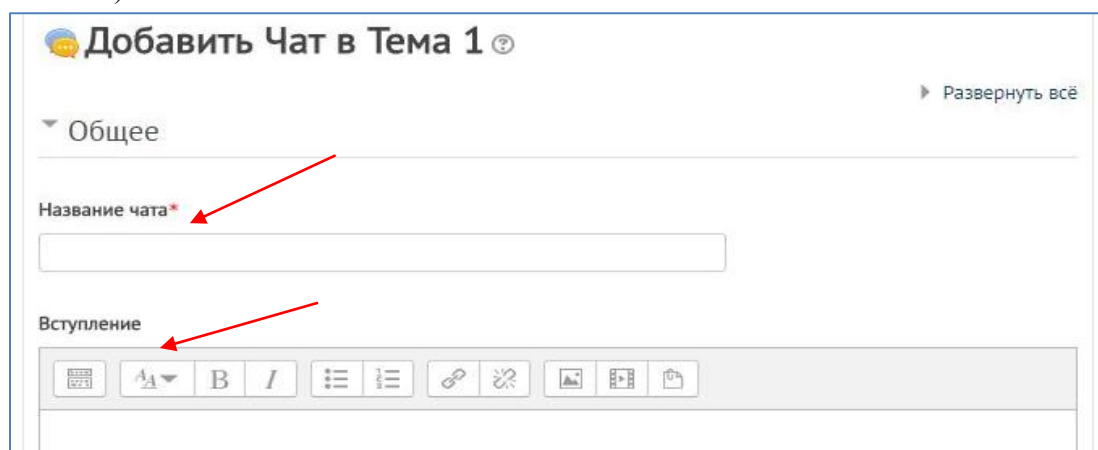 Добавить Чат в Тема 1
Развернуть всё
Общее
Название чата*
Вступление